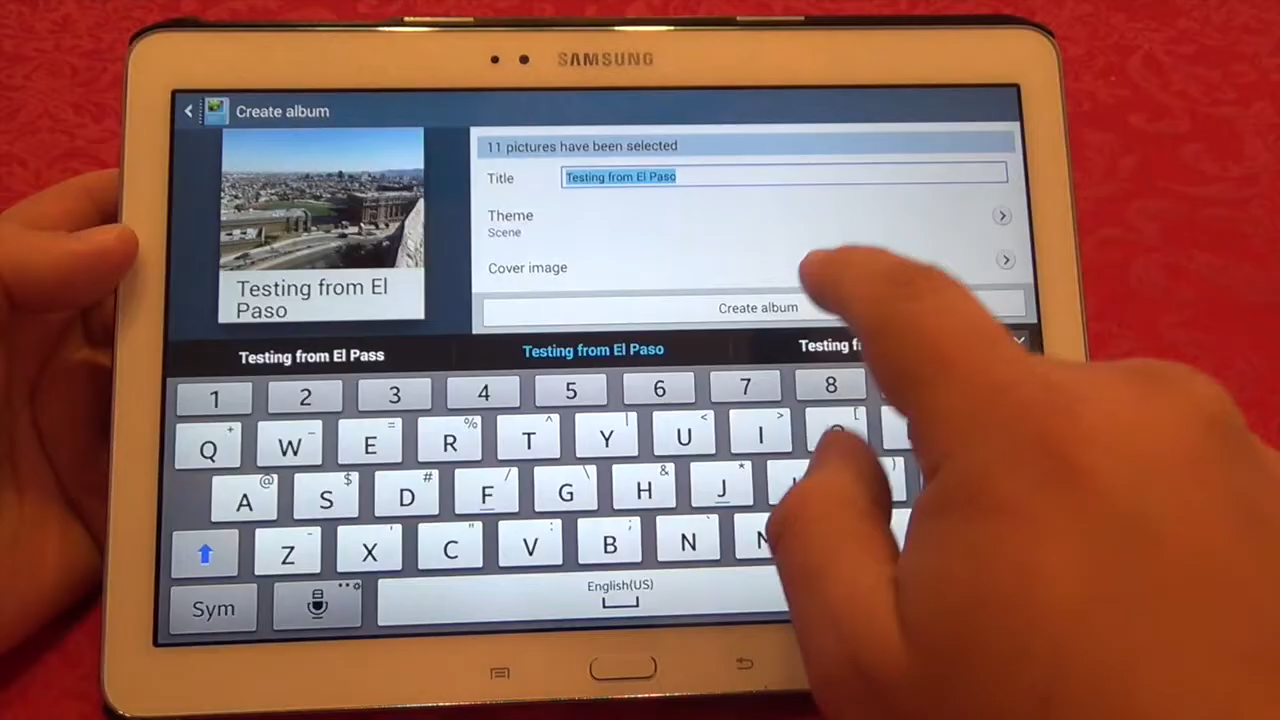 SAMSUNG
Create album
11 pictures have been selected
Title Testing from El Paso
Theme
Scene
Cover image
Testing from El
Paso
Create album
Testing from El Pass Testing from El Paso Testing
1 2 3 4 5 6 7 8
+ - = % ^ | < > [
Q W E R T Y U I
@ $ # / \ & * )
A S D F G H J
" : ; `
Z X C V B N
Sym English(US)